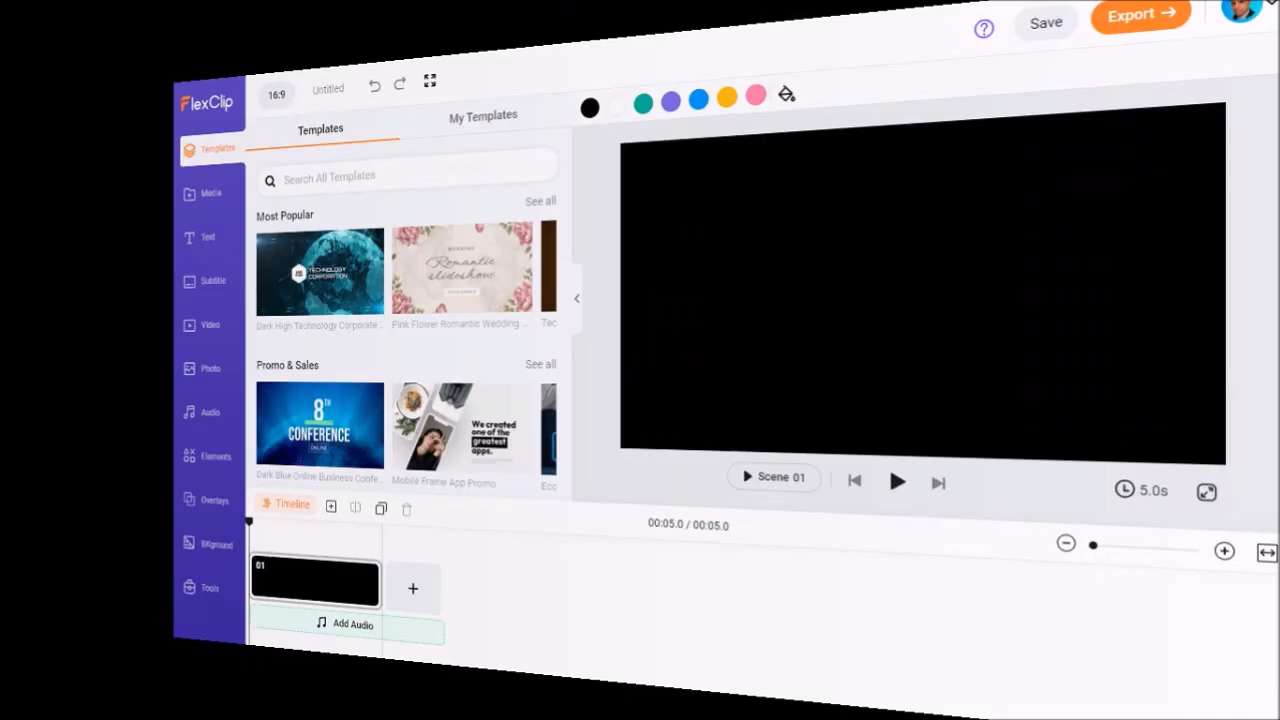 Save
Export →
FlexClip
16:9
Untitled
Templates
My Templates
Templates
Search All Templates
Media
Most Popular
See all
Text
TECHNOLOGY
CORPORATION
Romantic
slideshow
Subtitle
Dark High Technology Corporate...
Pink Flower Romantic Wedding ...
Tec
Video
Promo & Sales
See all
Photo
8TH
CONFERENCE
ONLINE
We created
one of the
greatest
apps.
Audio
Elements
Dark Blue Online Business Confe...
Mobile Frame App Promo
Eco
Scene 01
5.0s
Overlays
Timeline
00:05.0 / 00:05.0
BKground
01
Tools
+
Add Audio